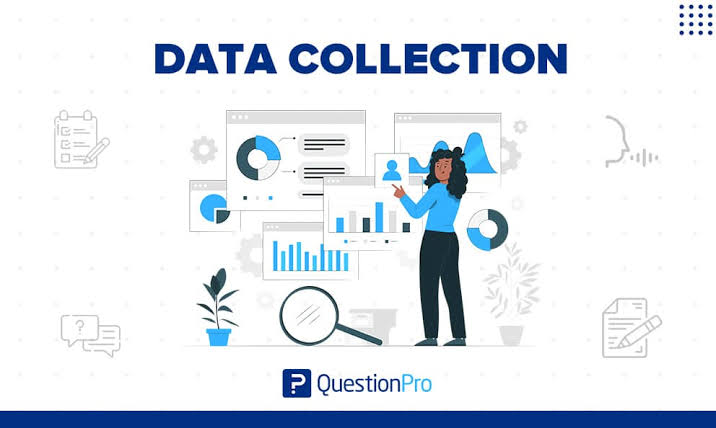 DATA COLLECTION
?
? QuestionPro